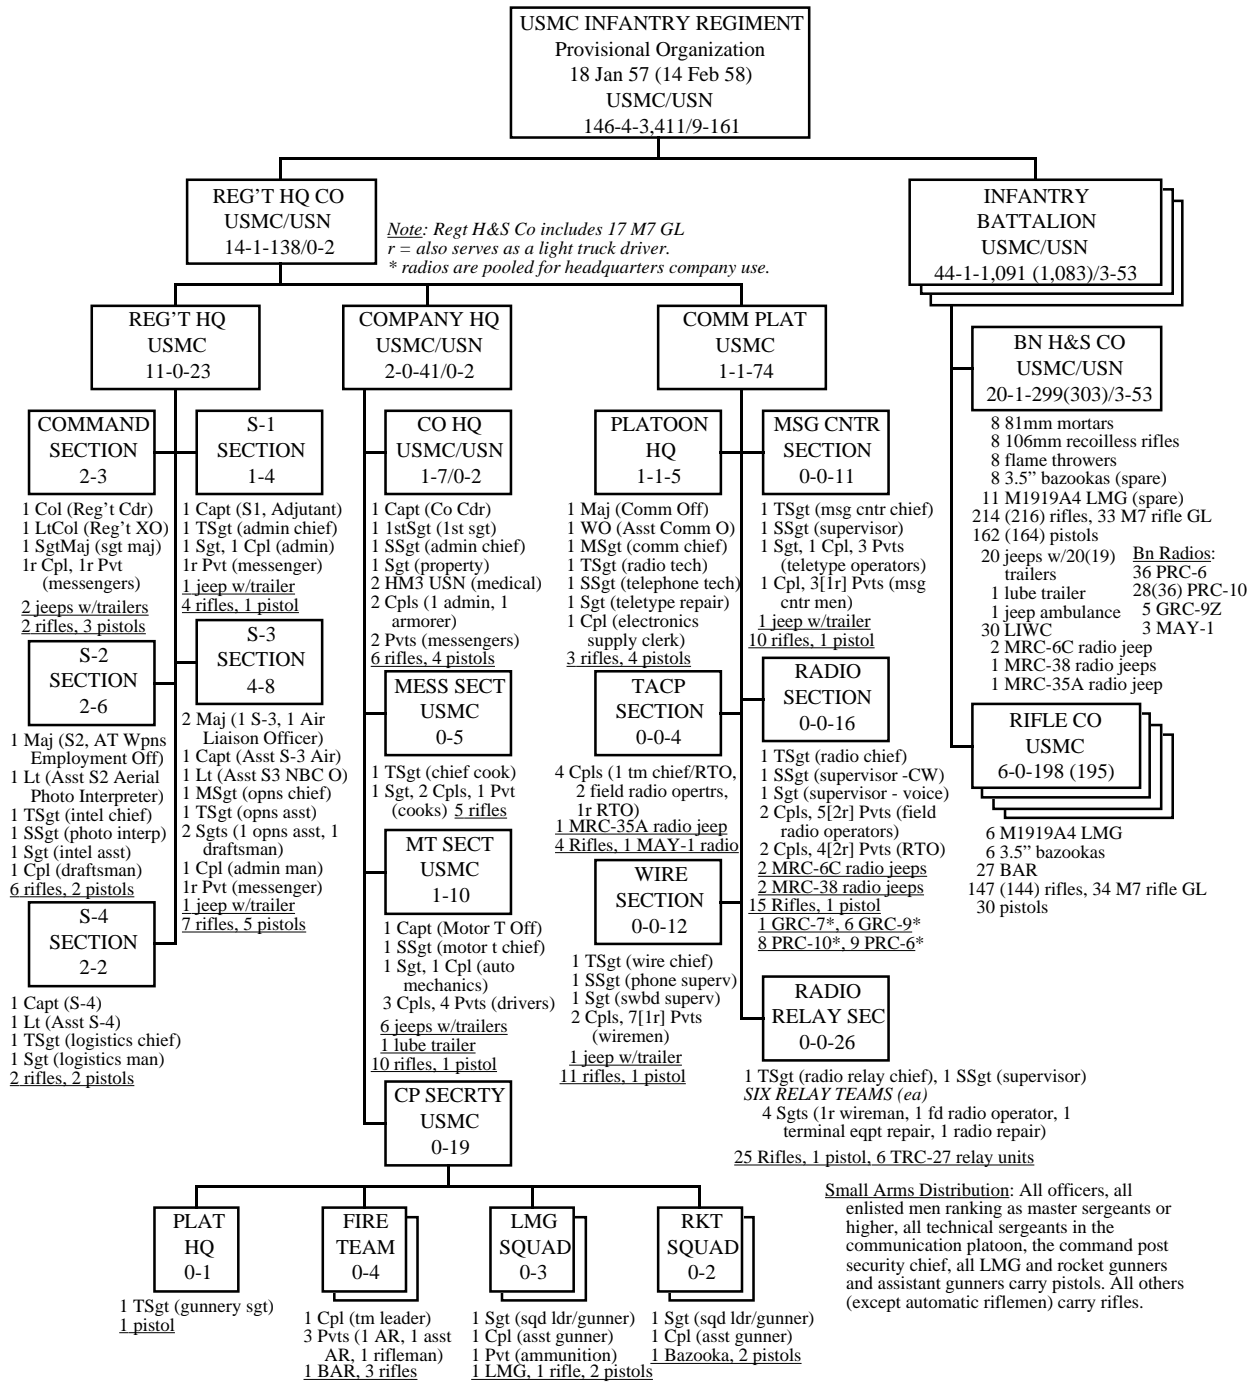 USMC INFANTRY REGIMENT
Provisional Organization
18 Jan 57 (14 Feb 58)
USMC/USN
146-4-3,411/9-161
REG'T HQ CO
USMC/USN
14-1-138/0-2
Note: Regt H&S Co includes 17 M7 GL
r = also serves as a light truck driver.
* radios are pooled for headquarters company use.
INFANTRY
BATTALION
USMC/USN
44-1-1,091 (1,083)/3-53
REG'T HQ
USMC
11-0-23
COMPANY HQ
USMC/USN
2-0-41/0-2
COMM PLAT
USMC
1-1-74
BN H&S CO
USMC/USN
20-1-299(303)/3-53
8 81mm mortars
8 106mm recoilless rifles
8 flame throwers
8 3.5” bazookas (spare)
11 M1919A4 LMG (spare)
214 (216) rifles, 33 M7 rifle GL
162 (164) pistols
20 jeeps w/20(19)
trailers
1 lube trailer
1 jeep ambulance
30 LIWC
2 MRC-6C radio jeep
1 MRC-38 radio jeeps
1 MRC-35A radio jeep
Bn Radios:
36 PRC-6
28(36) PRC-10
5 GRC-9Z
3 MAY-1
RIFLE CO
USMC
6-0-198 (195)
6 M1919A4 LMG
6 3.5” bazookas
27 BAR
147 (144) rifles, 34 M7 rifle GL
30 pistols
COMMAND
SECTION
2-3
1 Col (Reg't Cdr)
1 LtCol (Reg't XO)
1 SgtMaj (sgt maj)
1r Cpl, 1r Pvt
(messengers)
2 jeeps w/trailers
2 rifles, 3 pistols
S-1
SECTION
1-4
1 Capt (S1, Adjutant)
1 TSgt (admin chief)
1 Sgt, 1 Cpl (admin)
1r Pvt (messenger)
1 jeep w/trailer
4 rifles, 1 pistol
S-2
SECTION
2-6
1 Maj (S2, AT Wpns
Employment Off)
1 Lt (Asst S2 Aerial
Photo Interpreter)
1 TSgt (intel chief)
1 SSgt (photo interp)
1 Sgt (intel asst)
1 Cpl (draftsman)
6 rifles, 2 pistols
S-3
SECTION
4-8
2 Maj (1 S-3, 1 Air
Liaison Officer)
1 Capt (Asst S-3 Air)
1 Lt (Asst S3 NBC O)
1 MSgt (opns chief)
1 TSgt (opns asst)
2 Sgts (1 opns asst, 1
draftsman)
1 Cpl (admin man)
1r Pvt (messenger)
1 jeep w/trailer
7 rifles, 5 pistols
S-4
SECTION
2-2
1 Capt (S-4)
1 Lt (Asst S-4)
1 TSgt (logistics chief)
1 Sgt (logistics man)
2 rifles, 2 pistols
CO HQ
USMC/USN
1-7/0-2
1 Capt (Co Cdr)
1 1stSgt (1st sgt)
1 SSgt (admin chief)
1 Sgt (property)
2 HM3 USN (medical)
2 Cpls (1 admin, 1
armorer)
2 Pvts (messengers)
6 rifles, 4 pistols
MESS SECT
USMC
0-5
1 TSgt (chief cook)
1 Sgt, 2 Cpls, 1 Pvt
(cooks) 5 rifles
MT SECT
USMC
1-10
1 Capt (Motor T Off)
1 SSgt (motor t chief)
1 Sgt, 1 Cpl (auto
mechanics)
3 Cpls, 4 Pvts (drivers)
6 jeeps w/trailers
1 lube trailer
10 rifles, 1 pistol
CP SECRTY
USMC
0-19
PLATOON
HQ
1-1-5
1 Maj (Comm Off)
1 WO (Asst Comm O)
1 MSgt (comm chief)
1 TSgt (radio tech)
1 SSgt (telephone tech)
1 Sgt (teletype repair)
1 Cpl (electronics
supply clerk)
3 rifles, 4 pistols
MSG CNTR
SECTION
0-0-11
1 TSgt (msg cntr chief)
1 SSgt (supervisor)
1 Sgt, 1 Cpl, 3 Pvts
(teletype operators)
1 Cpl, 3[1r] Pvts (msg
cntr men)
1 jeep w/trailer
10 rifles, 1 pistol
TACP
SECTION
0-0-4
4 Cpls (1 tm chief/RTO,
2 field radio opertrs,
1r RTO)
1 MRC-35A radio jeep
4 Rifles, 1 MAY-1 radio
RADIO
SECTION
0-0-16
1 TSgt (radio chief)
1 SSgt (supervisor -CW)
1 Sgt (supervisor - voice)
2 Cpls, 5[2r] Pvts (field
radio operators)
2 Cpls, 4[2r] Pvts (RTO)
2 MRC-6C radio jeeps
2 MRC-38 radio jeeps
15 Rifles, 1 pistol
1 GRC-7*, 6 GRC-9*
8 PRC-10*, 9 PRC-6*
WIRE
SECTION
0-0-12
1 TSgt (wire chief)
1 SSgt (phone superv)
1 Sgt (swbd superv)
2 Cpls, 7[1r] Pvts
(wiremen)
1 jeep w/trailer
11 rifles, 1 pistol
RADIO
RELAY SEC
0-0-26
1 TSgt (radio relay chief), 1 SSgt (supervisor)
SIX RELAY TEAMS (ea)
4 Sgts (1r wireman, 1 fd radio operator, 1
terminal eqpt repair, 1 radio repair)
25 Rifles, 1 pistol, 6 TRC-27 relay units
PLAT
HQ
0-1
1 TSgt (gunnery sgt)
1 pistol
FIRE
TEAM
0-4
1 Cpl (tm leader)
3 Pvts (1 AR, 1 asst
AR, 1 rifleman)
1 BAR, 3 rifles
LMG
SQUAD
0-3
1 Sgt (sqd ldr/gunner)
1 Cpl (asst gunner)
1 Pvt (ammunition)
1 LMG, 1 rifle, 2 pistols
RKT
SQUAD
0-2
1 Sgt (sqd ldr/gunner)
1 Cpl (asst gunner)
1 Bazooka, 2 pistols
Small Arms Distribution: All officers, all
enlisted men ranking as master sergeants or
higher, all technical sergeants in the
communication platoon, the command post
security chief, all LMG and rocket gunners
and assistant gunners carry pistols. All others
(except automatic riflemen) carry rifles.